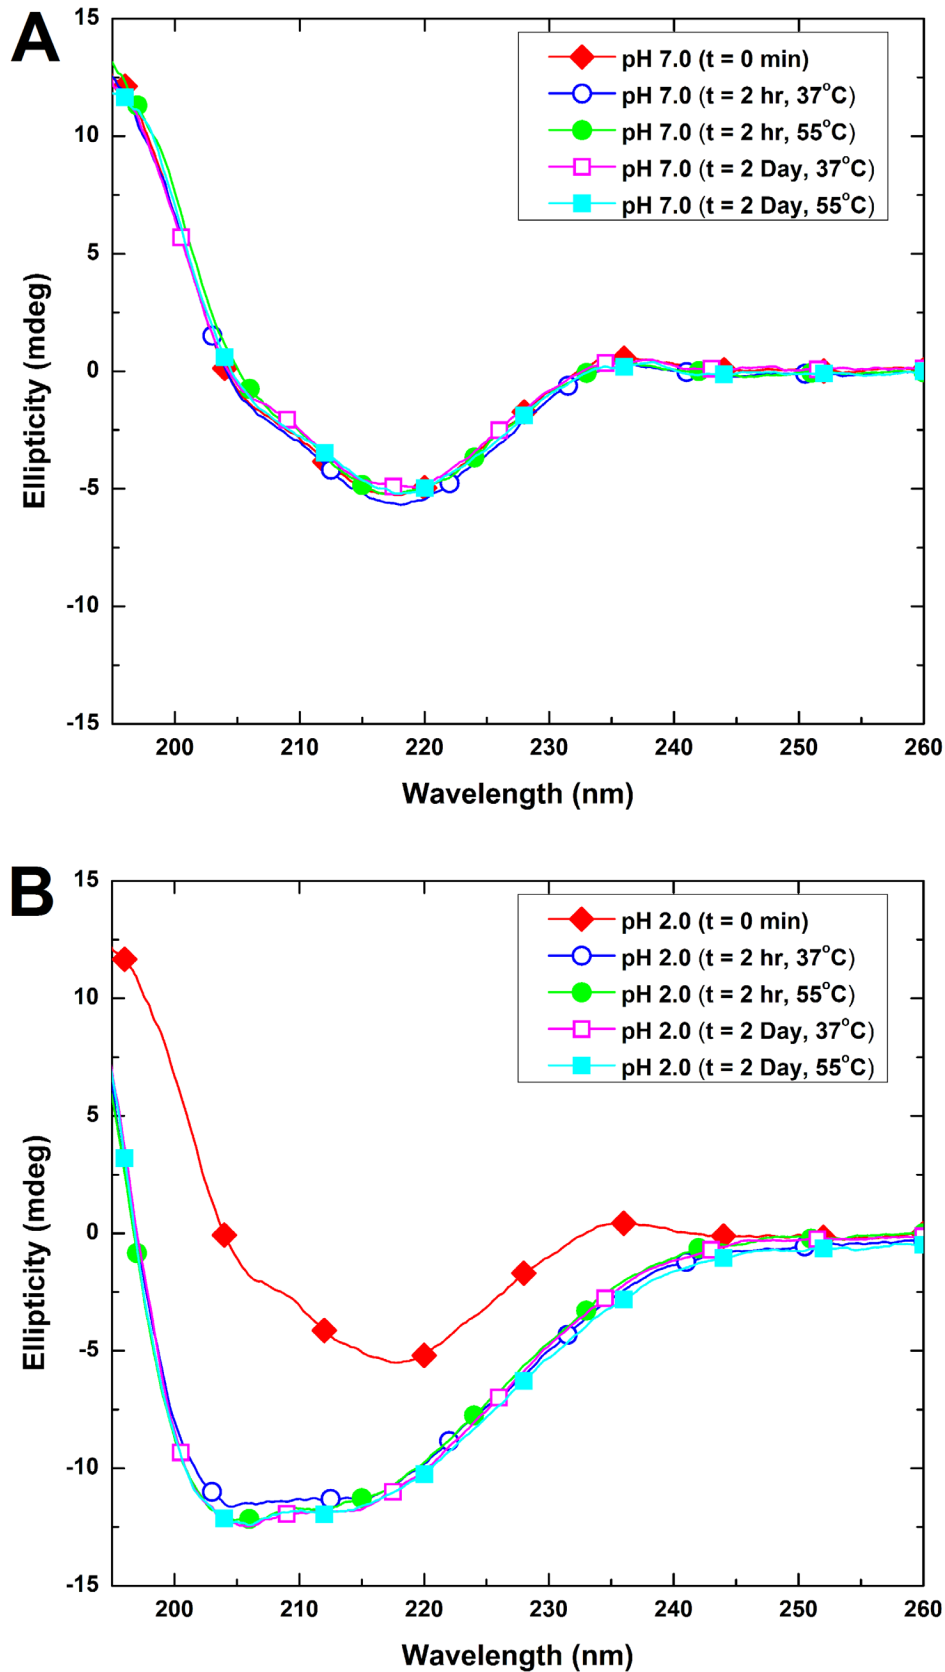 A
15
10
5
0
-5
-10
-15
Ellipticity (mdeg)
pH 7.0 (t = 0 min)
pH 7.0 (t = 2 hr, 37°C)
pH 7.0 (t = 2 hr, 55°C)
pH 7.0 (t = 2 Day, 37°C)
pH 7.0 (t = 2 Day, 55°C)
200 210 220 230 240 250 260
Wavelength (nm)
B
15
10
5
0
-5
-10
-15
Ellipticity (mdeg)
pH 2.0 (t = 0 min)
pH 2.0 (t = 2 hr, 37°C)
pH 2.0 (t = 2 hr, 55°C)
pH 2.0 (t = 2 Day, 37°C)
pH 2.0 (t = 2 Day, 55°C)
200 210 220 230 240 250 260
Wavelength (nm)